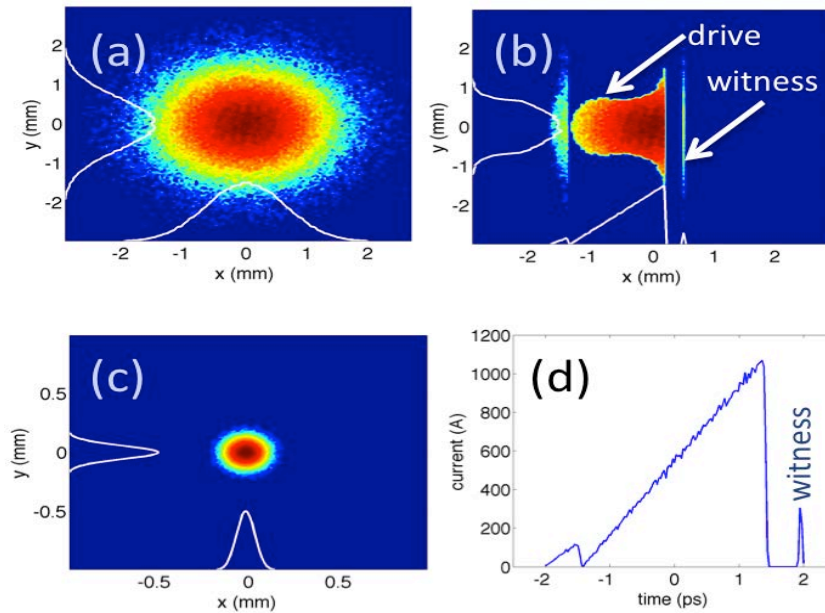 (a)
3
2
1
0
-1
-2
y (mm)
-2 -1 0 1 2
x (mm)
(b)
drive
witness
3
2
1
0
-1
-2
y (mm)
-2 -1 0 1 2
x (mm)
(c)
0.5
0
-0.5
y (mm)
-0.5 0 0.5
x (mm)
(d)
witness
1200
1000
800
600
400
200
0
current (A)
-2 -1 0 1 2
time (ps)